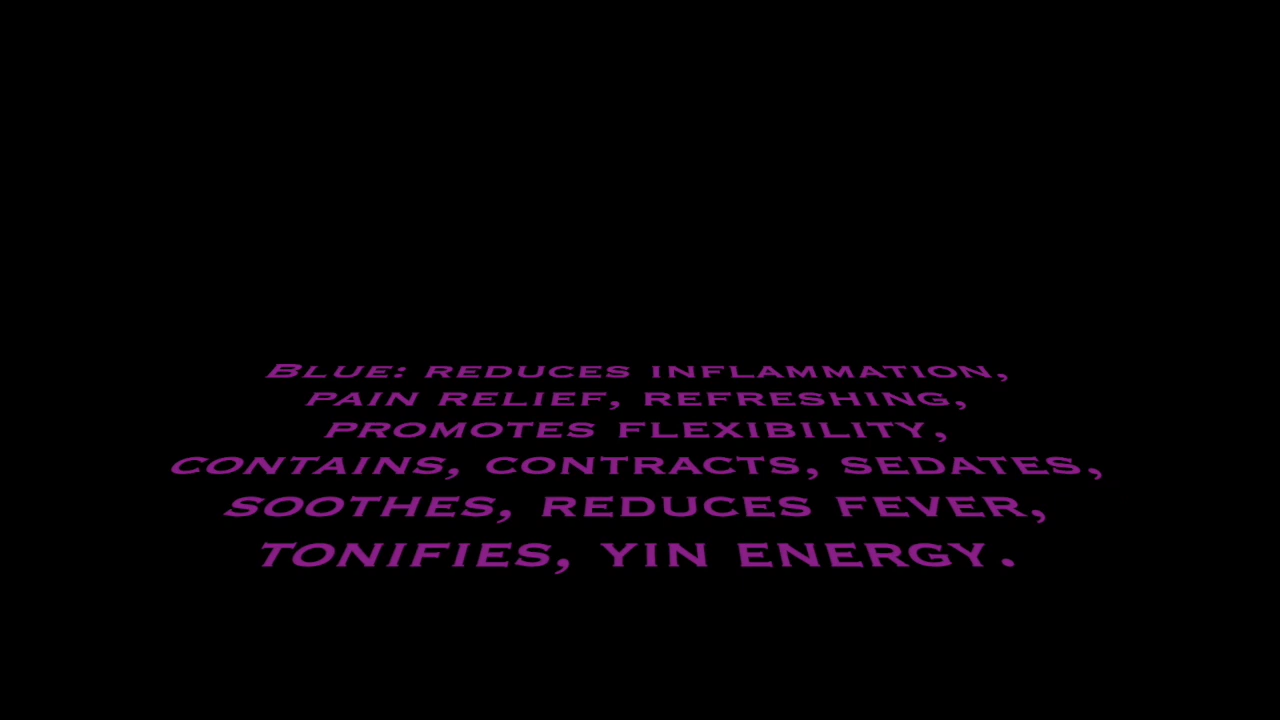 Blue: reduces inflammation,
pain relief, refreshing,
promotes flexibility,
contains, contracts, sedates,
soothes, reduces fever,
tonifies, yin energy.